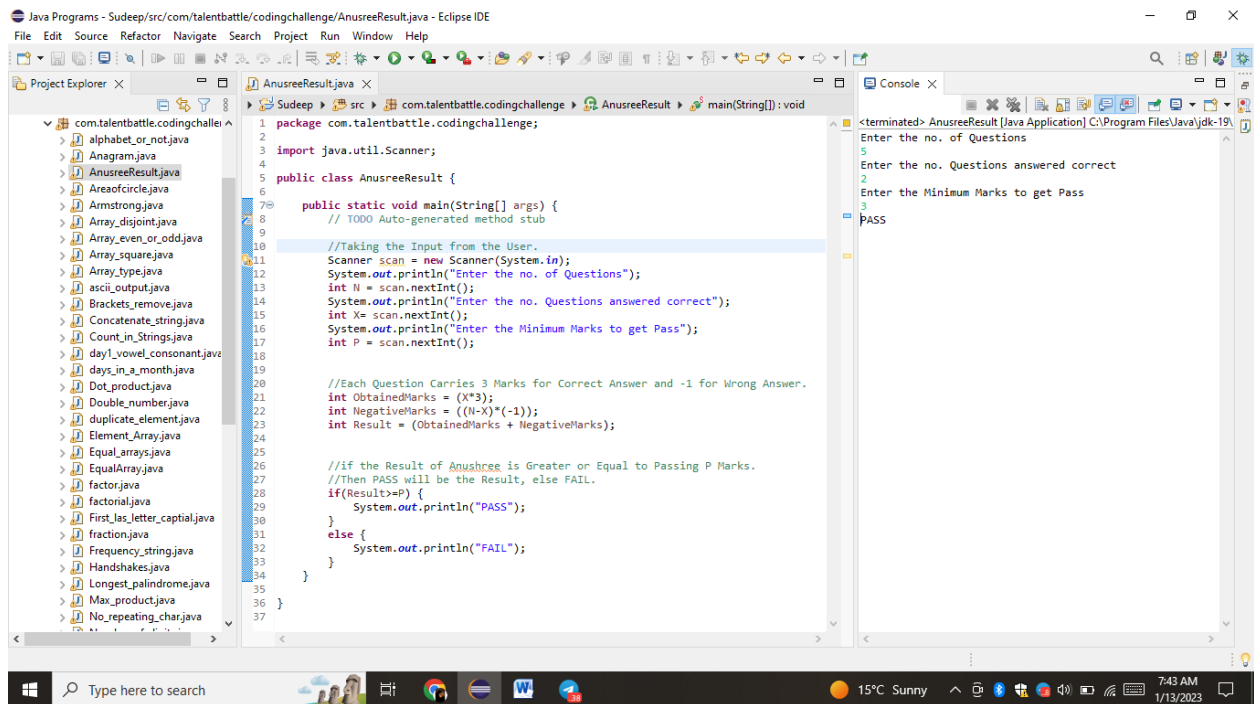 Java Programs - Sudeep/src/com/talentbattle/codingchallenge/AnusreeResult.java - Eclipse IDE
File Edit Source Refactor Navigate Search Project Run Window Help
Project Explorer
com.talentbattle.codingchaller
alphabet_or_not.java
Anagram.java
AnusreeResult.java
Areaofcircle.java
Armstrong.java
Array_disjoint.java
Array_even_or_odd.java
Array_square.java
Array_type.java
ascii_output.java
Brackets_remove.java
Concatenate_string.java
Count_in_Strings.java
day1_vowel_consonant.java
days_in_a_month.java
Dot_product.java
Double_number.java
duplicate_element.java
Element_Array.java
Equal_arrays.java
EqualArray.java
factor.java
factorial.java
First_las_letter_captial.java
fraction.java
Frequency_string.java
Handshakes.java
Longest_palindrome.java
Max_product.java
No_repeating_char.java
AnusreeResult.java
Sudeep src com.talentbattle.codingchallenge AnusreeResult main(String[]) : void
1 package com.talentbattle.codingchallenge;
2
3 import java.util.Scanner;
4
5 public class AnusreeResult {
6
7 public static void main(String[] args) {
8 // TODO Auto-generated method stub
9
10 //Taking the Input from the User.
11 Scanner scan = new Scanner(System.in);
12 System.out.println("Enter the no. of Questions");
13 int N = scan.nextInt();
14 System.out.println("Enter the no. Questions answered correct");
15 int X= scan.nextInt();
16 System.out.println("Enter the Minimum Marks to get Pass");
17 int P = scan.nextInt();
18
19
20 //Each Question Carries 3 Marks for Correct Answer and -1 for Wrong Answer.
21 int ObtainedMarks = (X*3);
22 int NegativeMarks = ((N-X)*(-1));
23 int Result = (ObtainedMarks + NegativeMarks);
24
25
26 //if the Result of Anushree is Greater or Equal to Passing P Marks.
27 //Then PASS will be the Result, else FAIL.
28 if(Result>=P) {
29 System.out.println("PASS");
30 }
31 else {
32 System.out.println("FAIL");
33 }
34 }
35
36 }
37
Console
<terminated> AnusreeResult [Java Application] C:\Program Files\Java\jdk-19\
Enter the no. of Questions
5
Enter the no. Questions answered correct
2
Enter the Minimum Marks to get Pass
3
PASS
Type here to search
38
15°C Sunny
7:43 AM
1/13/2023